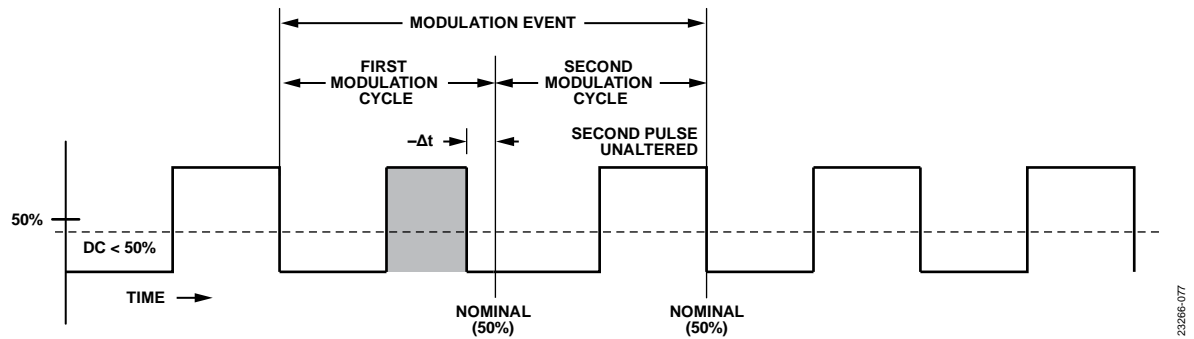 MODULATION EVENT
FIRST
MODULATION
CYCLE
SECOND
MODULATION
CYCLE
–Δt
SECOND PULSE
UNALTERED
50%
DC < 50%
TIME
NOMINAL
(50%)
NOMINAL
(50%)
23266-077